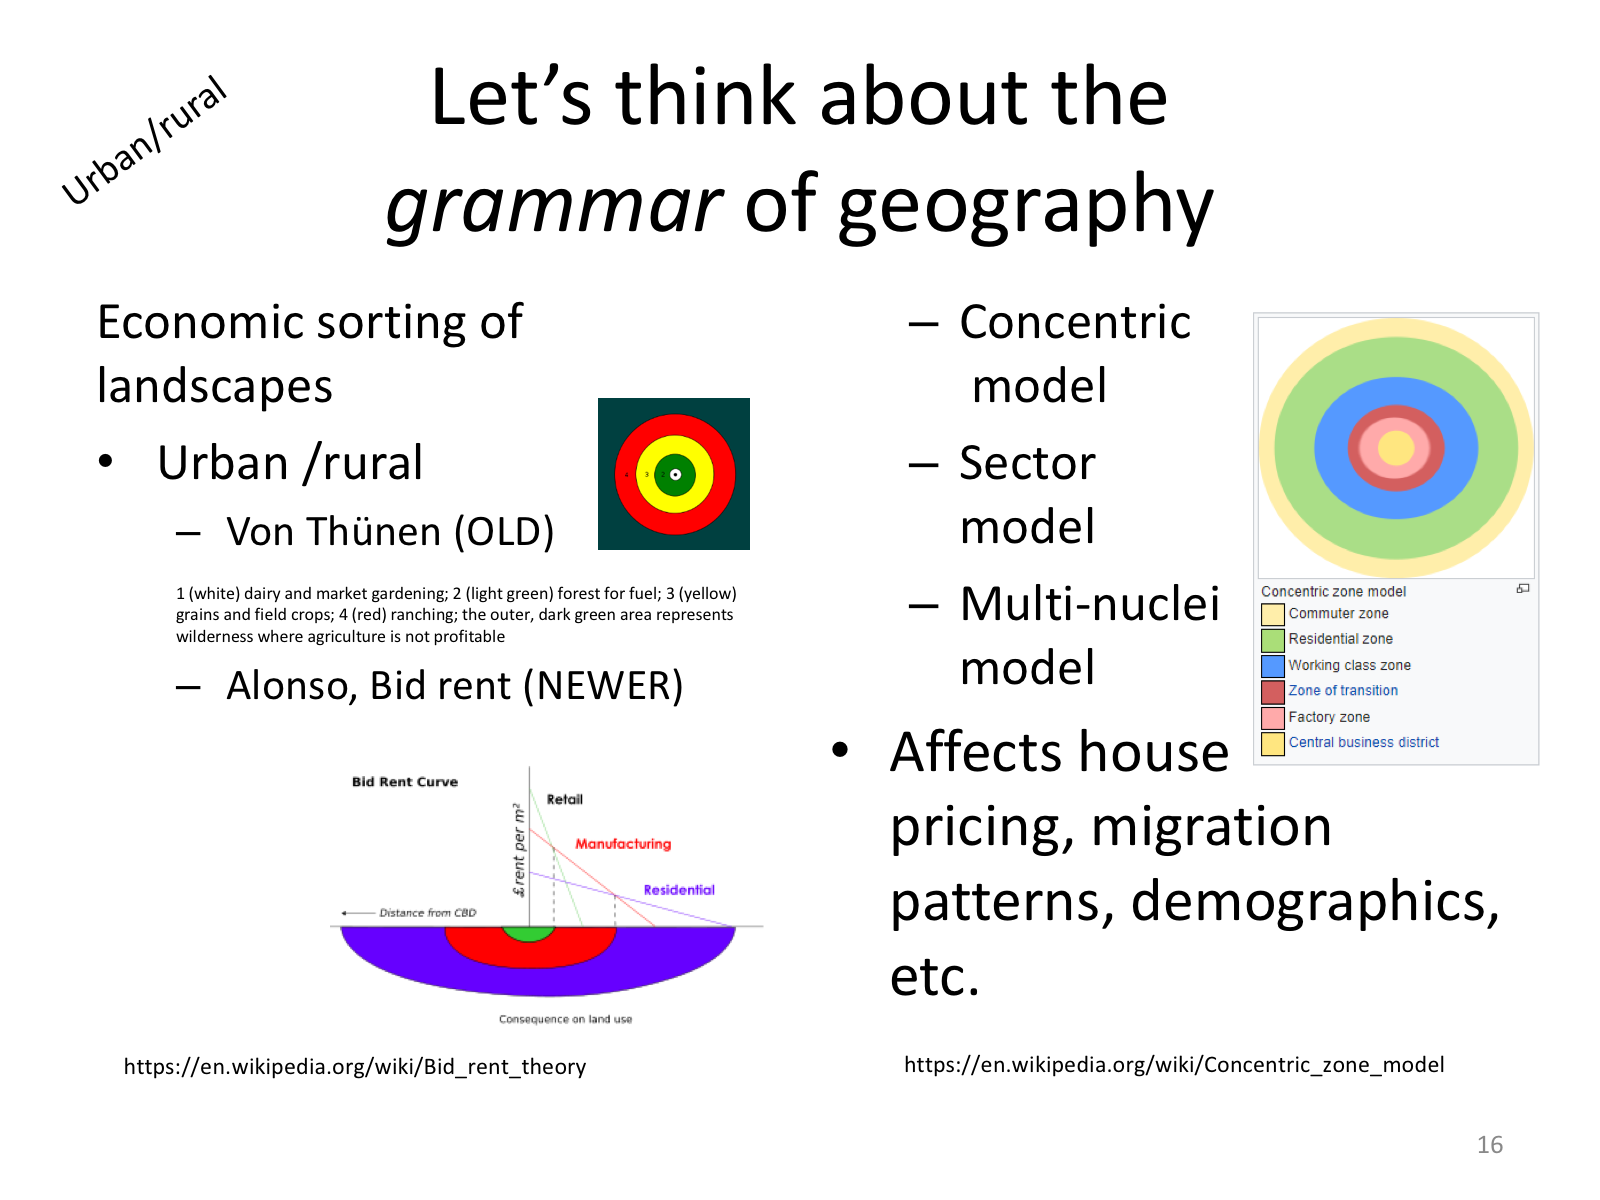 Urban/rural
Let’s think about the
grammar of geography
Economic sorting of
landscapes
• Urban /rural
– Von Thünen (OLD)
4 3 2
1 (white) dairy and market gardening; 2 (light green) forest for fuel; 3 (yellow)
grains and field crops; 4 (red) ranching; the outer, dark green area represents
wilderness where agriculture is not profitable
– Alonso, Bid rent (NEWER)
Bid Rent Curve
Retail
£ rent per m²
Manufacturing
Residential
Distance from CBD
Consequence on land use
https://en.wikipedia.org/wiki/Bid_rent_theory
– Concentric
model
– Sector
model
– Multi-nuclei
model
• Affects house
pricing, migration
patterns, demographics,
etc.
Concentric zone model
Commuter zone
Residential zone
Working class zone
Zone of transition
Factory zone
Central business district
https://en.wikipedia.org/wiki/Concentric_zone_model
16